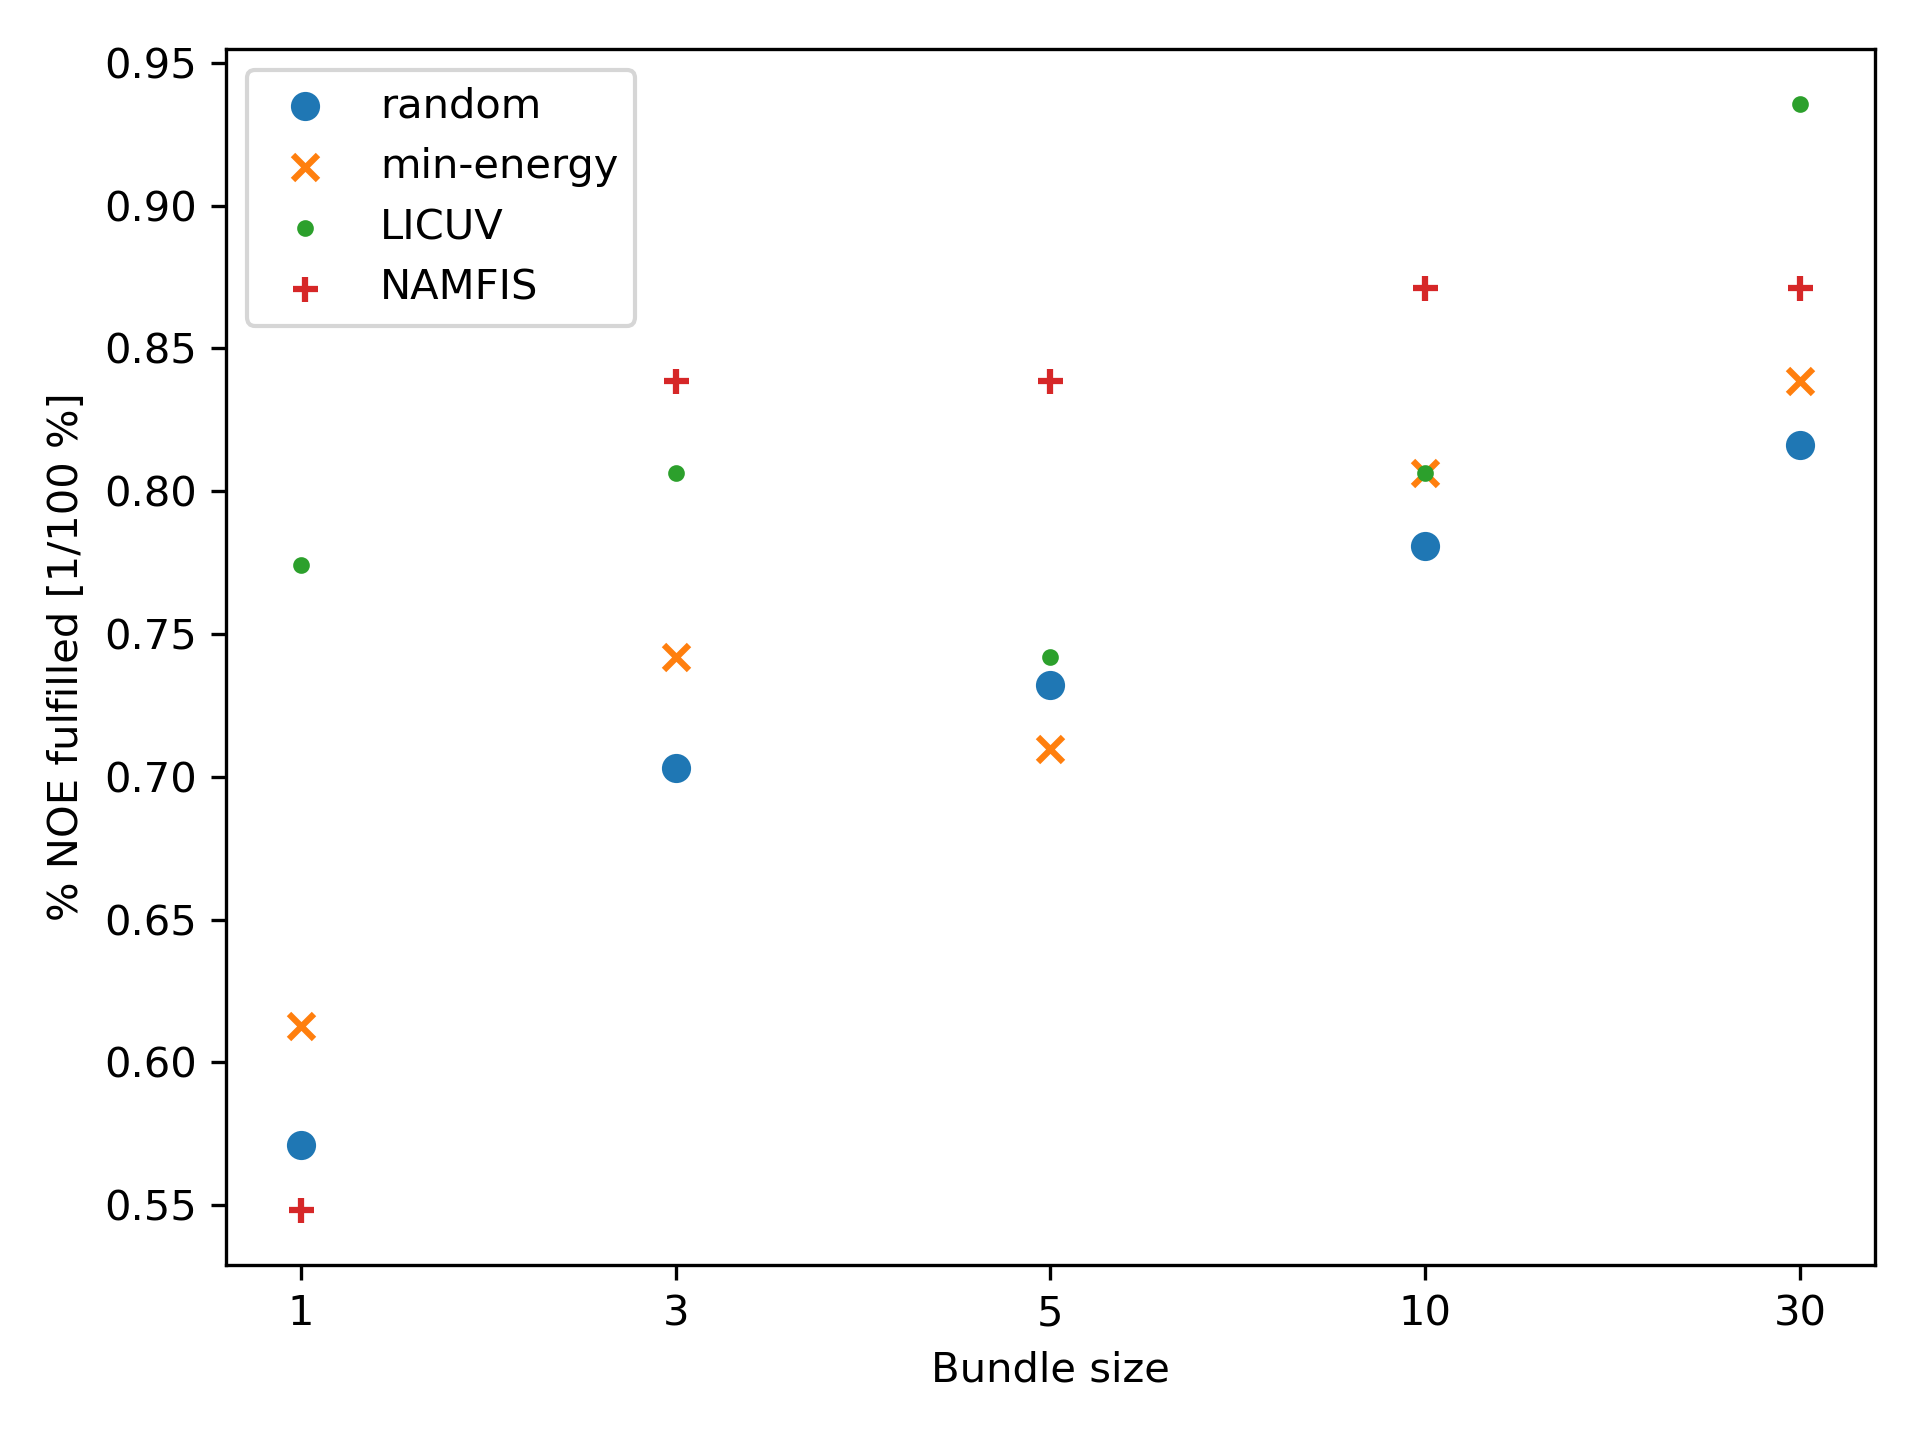 0.95
0.90
0.85
0.80
0.75
0.70
0.65
0.60
0.55
% NOE fulfilled [1/100 %]
random
min-energy
LICUV
NAMFIS
1 3 5 10 30
Bundle size